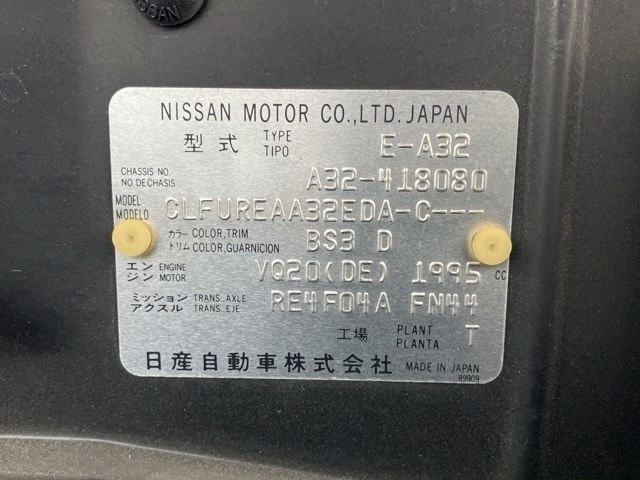 NISSAN
NISSAN MOTOR CO.,LTD. JAPAN
型式 TYPE TIPO E-A32
CHASSIS NO. NO. DE CHASIS A32-418080
MODEL MODELO CLFUREAA32EDA-C---
カラー トリム COLOR,TRIM COLOR,GUARNICION BS3 D
エンジン ENGINE MOTOR VQ20(DE) 1995 CC
ミッション アクスル TRANS.,AXLE TRANS.,EJE RE4F04A FN44
工場 PLANT PLANTA T
日産自動車株式会社 MADE IN JAPAN
89909